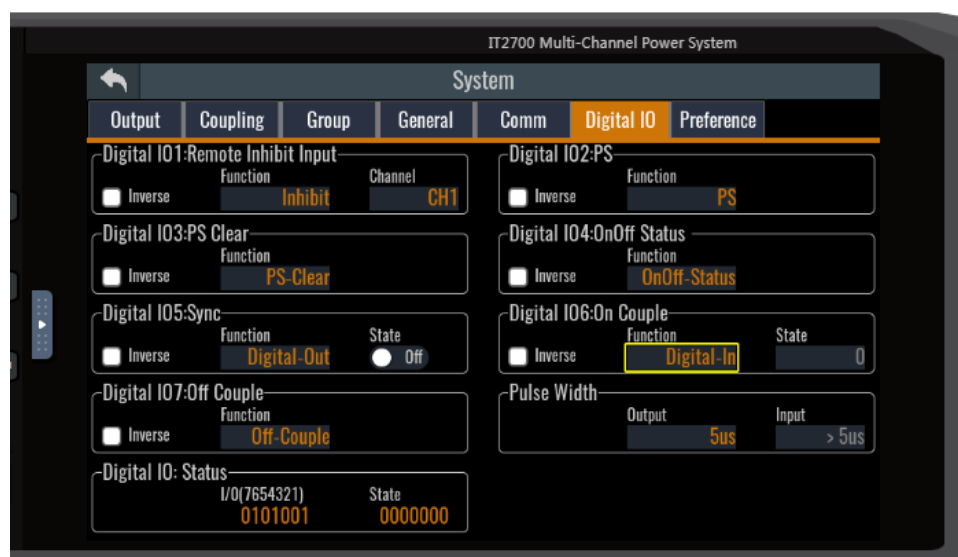 IT2700 Multi-Channel Power System
System
Output Coupling Group General Comm Digital IO Preference
Digital IO1:Remote Inhibit Input
Function Channel
Inverse Inhibit CH1
Digital IO2:PS
Function
Inverse PS
Digital IO3:PS Clear
Function
Inverse PS-Clear
Digital IO4:OnOff Status
Function
Inverse OnOff-Status
Digital IO5:Sync
Function State
Inverse Digital-Out Off
Digital IO6:On Couple
Function State
Inverse Digital-In 0
Digital IO7:Off Couple
Function
Inverse Off-Couple
Pulse Width
Output Input
5us > 5us
Digital IO: Status
I/O(7654321) State
0101001 0000000